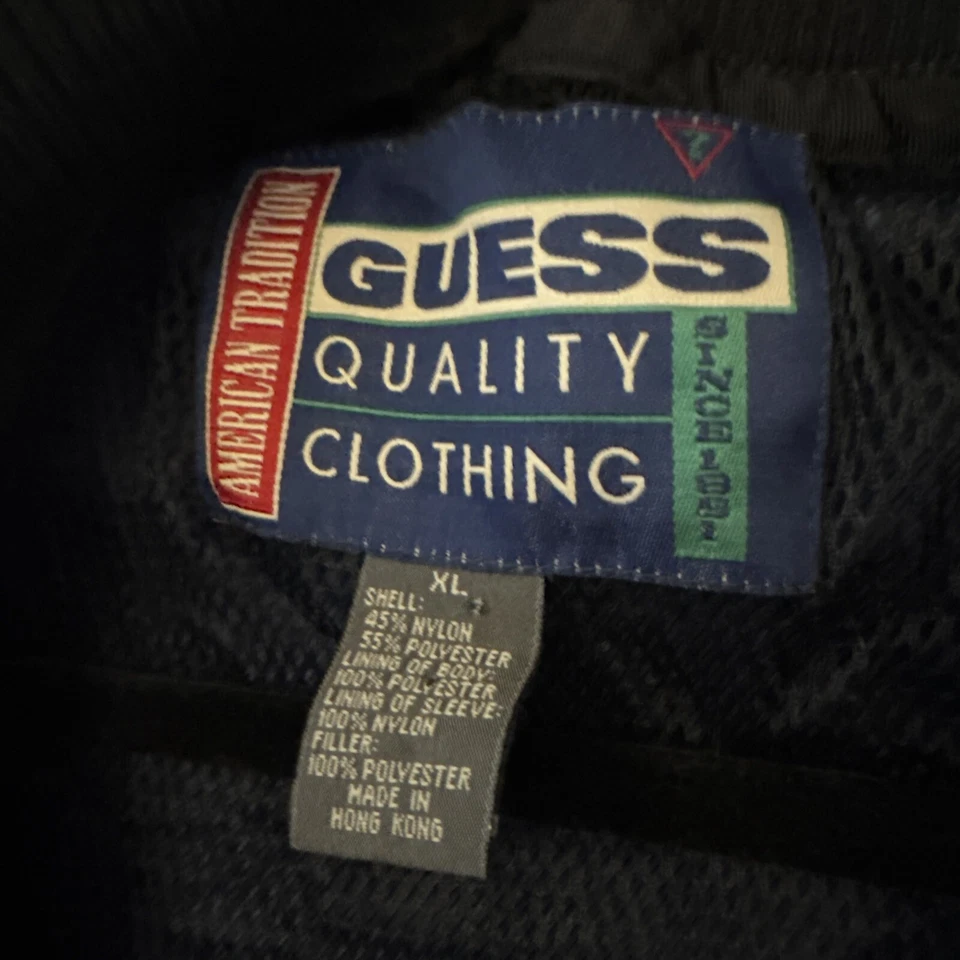 ?
AMERICAN TRADITION
GUESS
QUALITY
CLOTHING
SINCE 1981
XL
SHELL:
45% NYLON
55% POLYESTER
LINING OF BODY:
100% POLYESTER
LINING OF SLEEVE:
100% NYLON
FILLER:
100% POLYESTER
MADE IN
HONG KONG